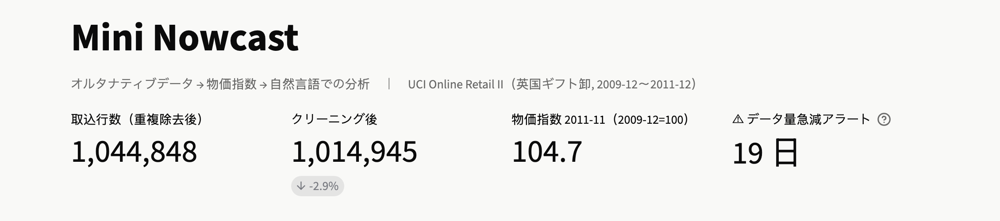 Mini Nowcast
オルタナティブデータ → 物価指数 → 自然言語での分析 ｜ UCI Online Retail II（英国ギフト卸, 2009-12〜2011-12）
取込行数（重複除去後） クリーニング後 物価指数 2011-11（2009-12=100） ⚠ データ量急減アラート ?
1,044,848 1,014,945 104.7 19 日
↓ -2.9%